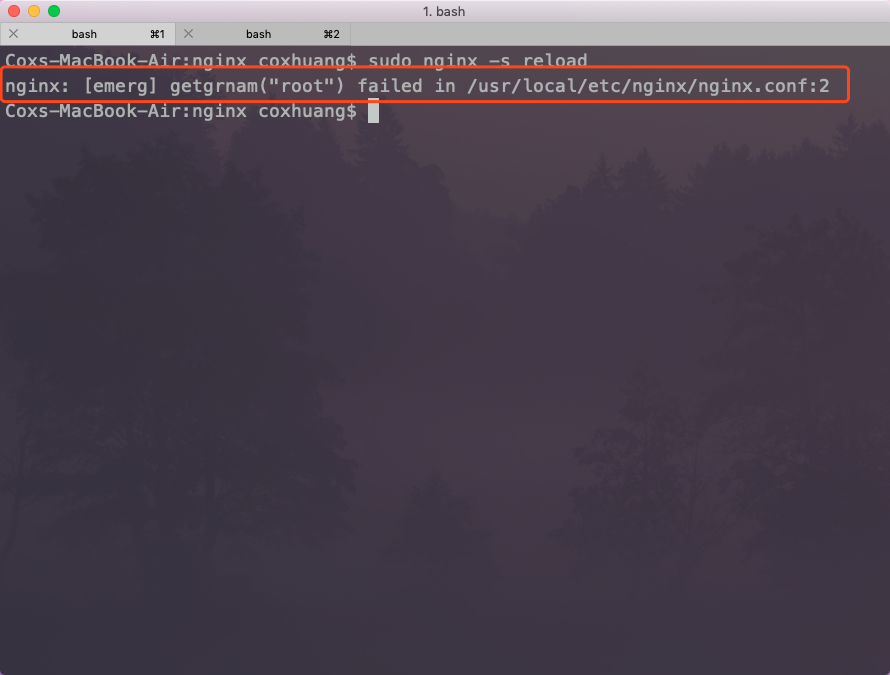 1. bash
bash ⌘1 bash ⌘2
Coxs-MacBook-Air:nginx coxhuang$ sudo nginx -s reload
nginx: [emerg] getgrnam("root") failed in /usr/local/etc/nginx/nginx.conf:2
Coxs-MacBook-Air:nginx coxhuang$